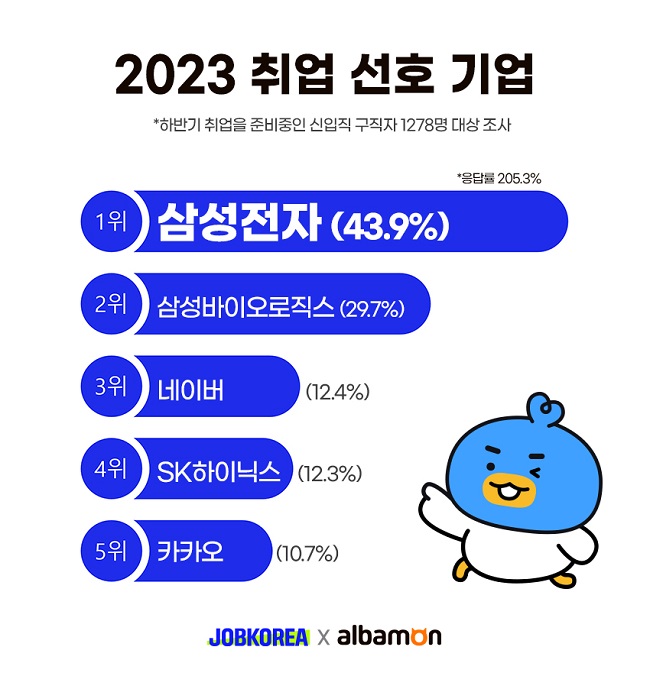 2023 취업 선호 기업
*하반기 취업을 준비중인 신입직 구직자 1278명 대상 조사
*응답률 205.3%
1위 삼성전자 (43.9%)
2위 삼성바이오로직스 (29.7%)
3위 네이버 (12.4%)
4위 SK하이닉스 (12.3%)
5위 카카오 (10.7%)
JOBKOREA X albamon